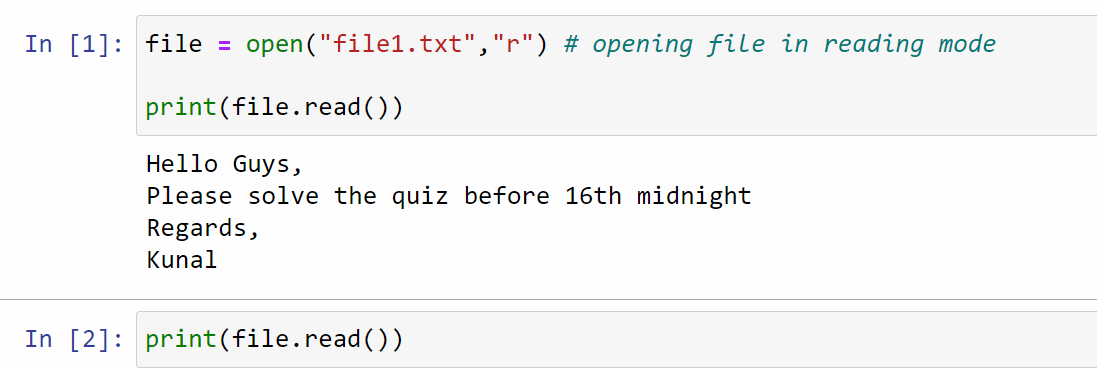 In [1]: file = open("file1.txt","r") # opening file in reading mode
print(file.read())
Hello Guys,
Please solve the quiz before 16th midnight
Regards,
Kunal
In [2]: print(file.read())